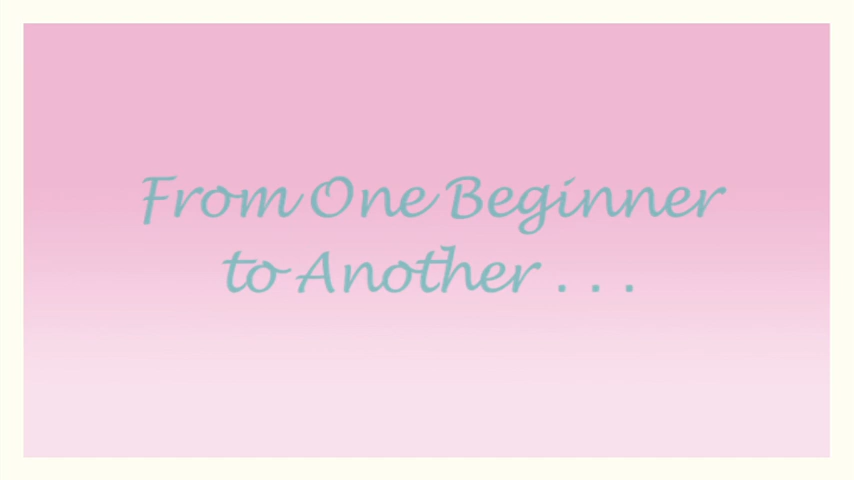 From One Beginner
to Another . . .